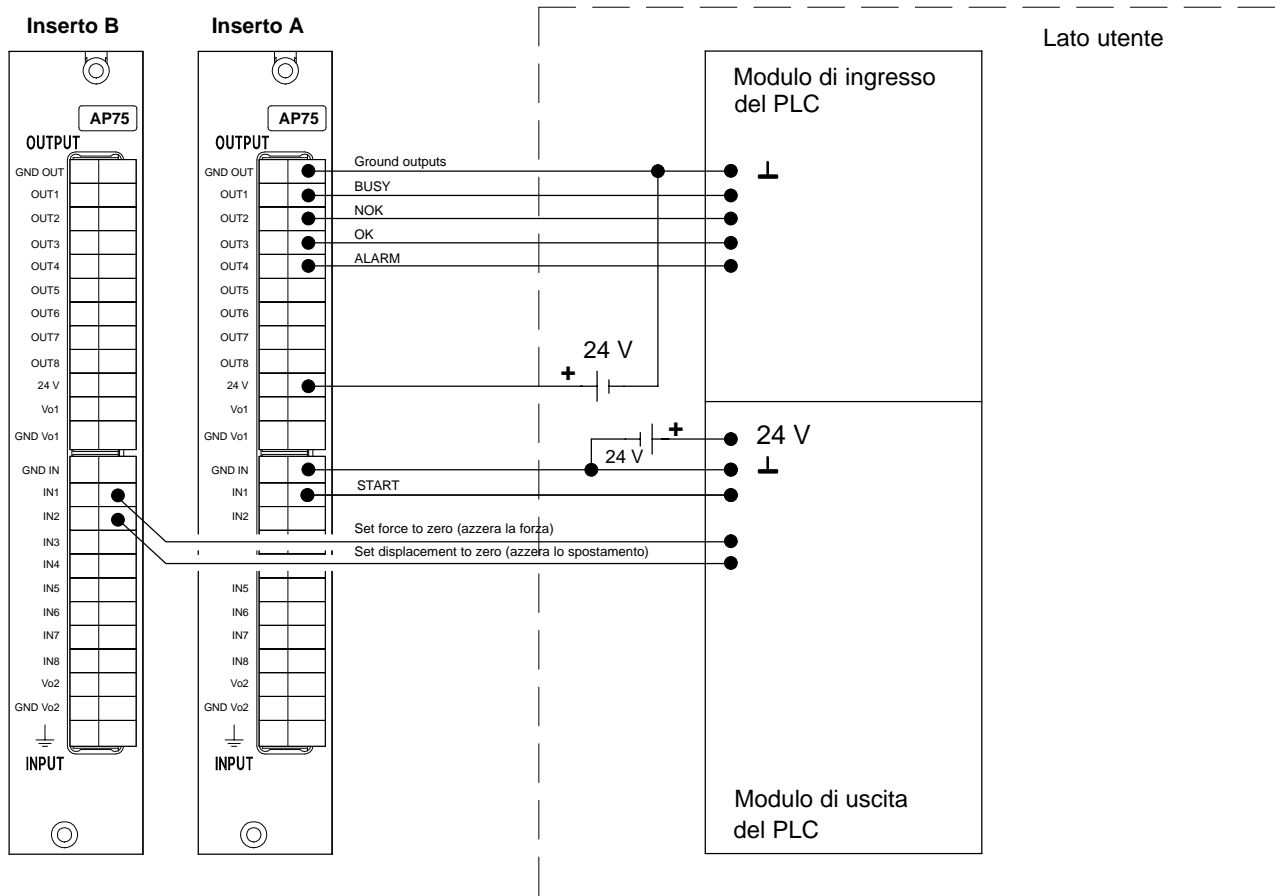 Inserto B
AP75
OUTPUT
GND OUT
OUT1
OUT2
OUT3
OUT4
OUT5
OUT6
OUT7
OUT8
24 V
Vo1
GND Vo1
GND IN
IN1
IN2
IN3
IN4
IN5
IN6
IN7
IN8
Vo2
GND Vo2
INPUT
Inserto A
AP75
OUTPUT
GND OUT
OUT1
OUT2
OUT3
OUT4
OUT5
OUT6
OUT7
OUT8
24 V
Vo1
GND Vo1
GND IN
IN1
IN2
IN5
IN6
IN7
IN8
Vo2
GND Vo2
INPUT
Ground outputs
BUSY
NOK
OK
ALARM
24 V
+
+
24 V
START
Set force to zero (azzera la forza)
Set displacement to zero (azzera lo spostamento)
Lato utente
Modulo di ingresso
del PLC
24 V
Modulo di uscita
del PLC